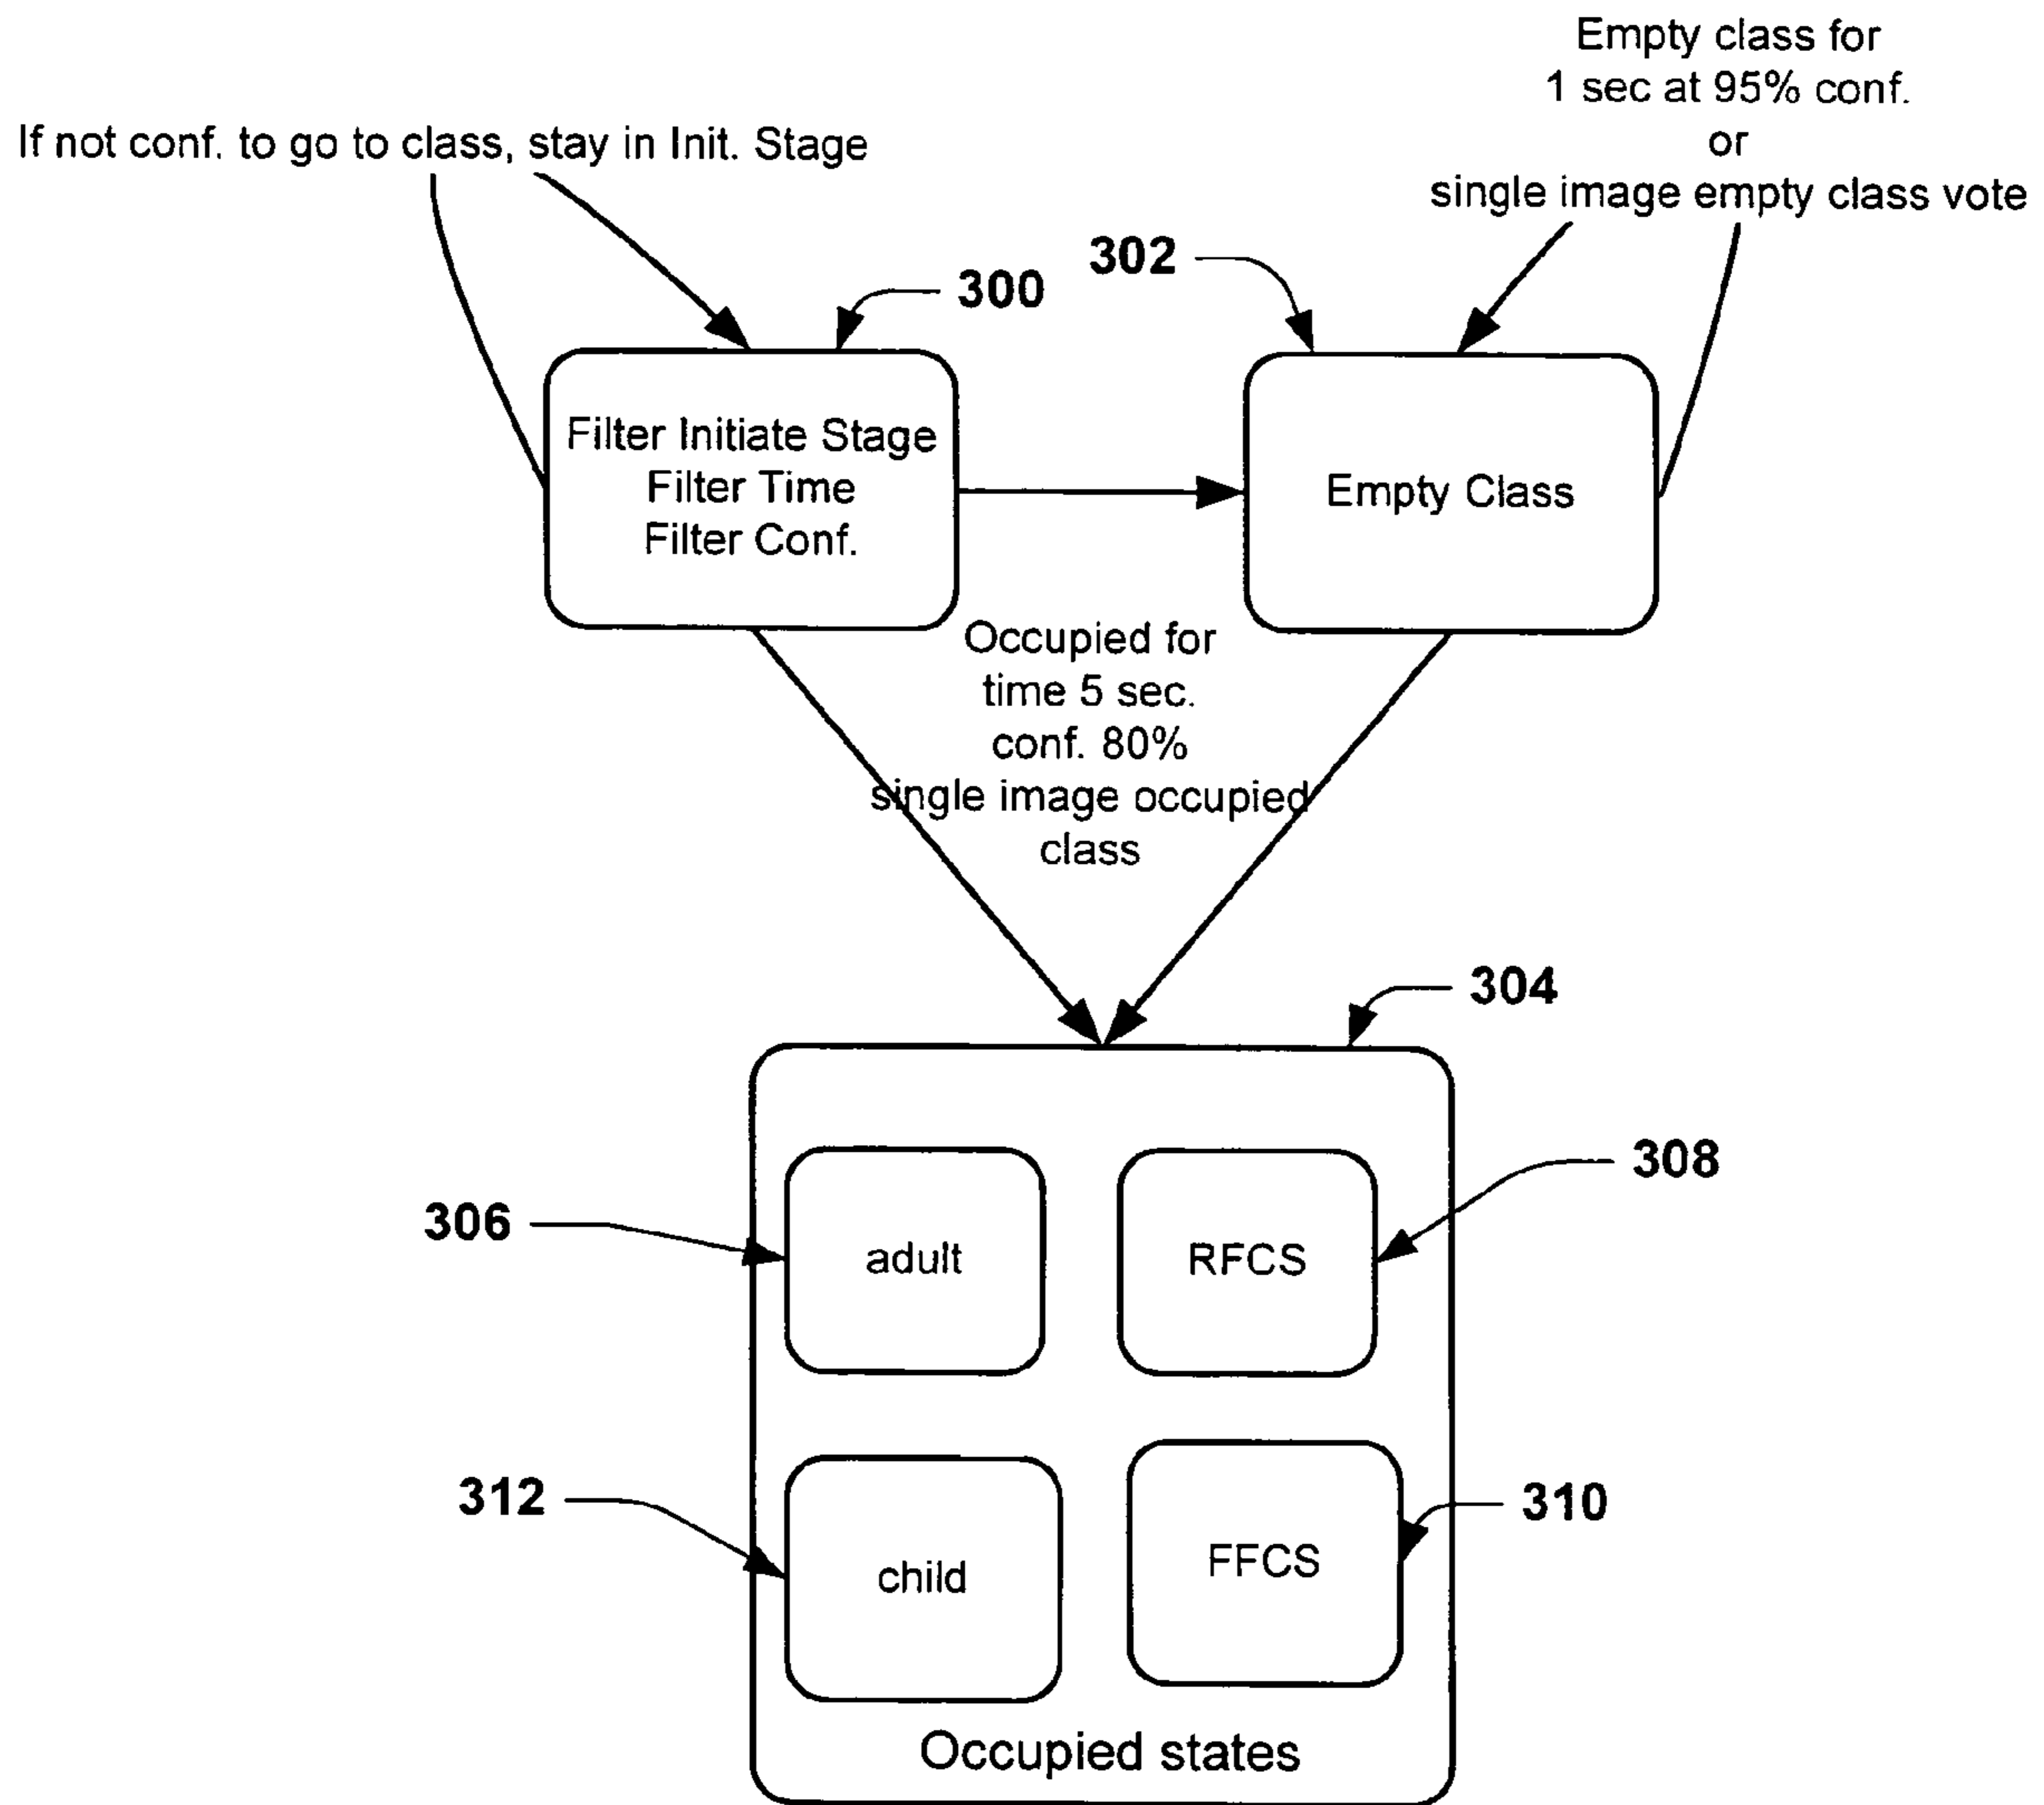 Empty class for
1 sec at 95% conf.
or
single image empty class vote
If not conf. to go to class, stay in Init. Stage
302
300
Filter Initiate Stage
Filter Time
Filter Conf.
Empty Class
Occupied for
time 5 sec.
conf. 80%
single image occupied
class
304
308
306
adult
RFCS
312
310
child
FFCS
Occupied states